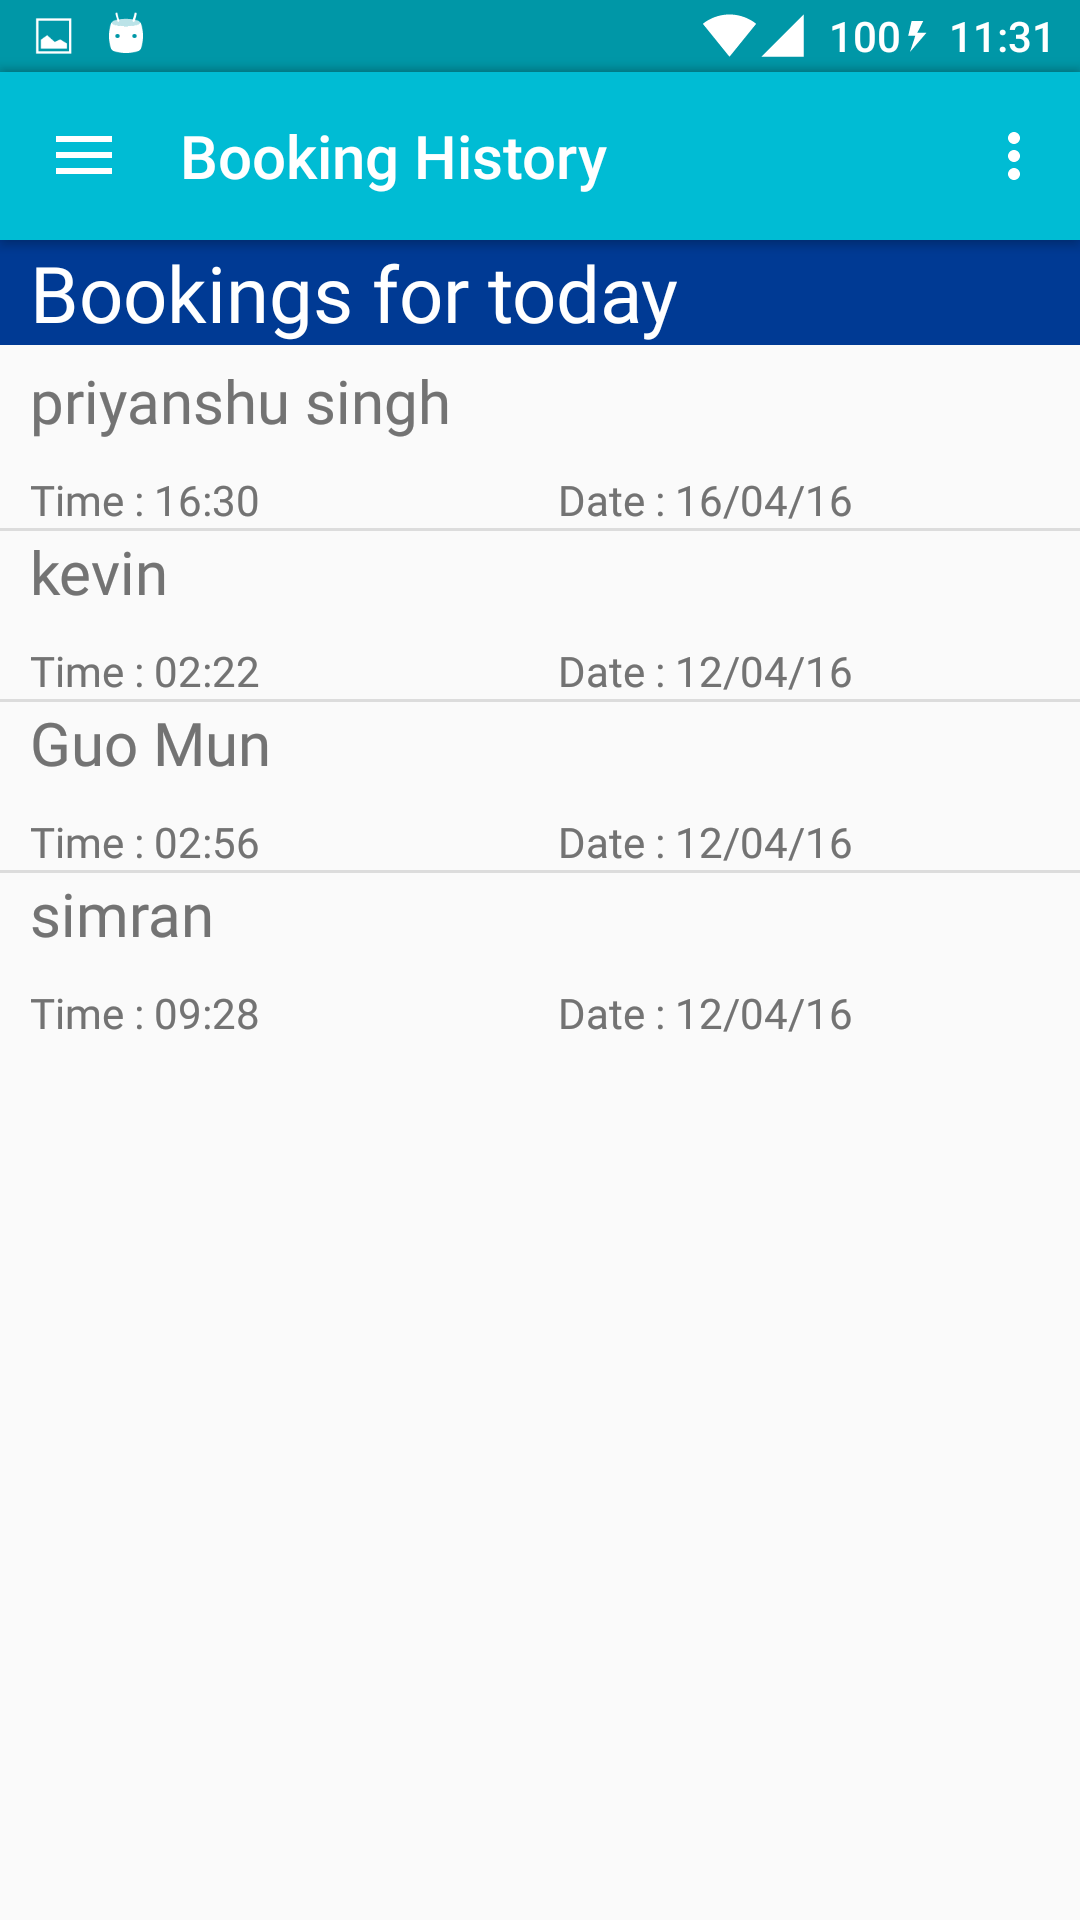 100 11:31
Booking History
Bookings for today
priyanshu singh
Time : 16:30 Date : 16/04/16
kevin
Time : 02:22 Date : 12/04/16
Guo Mun
Time : 02:56 Date : 12/04/16
simran
Time : 09:28 Date : 12/04/16